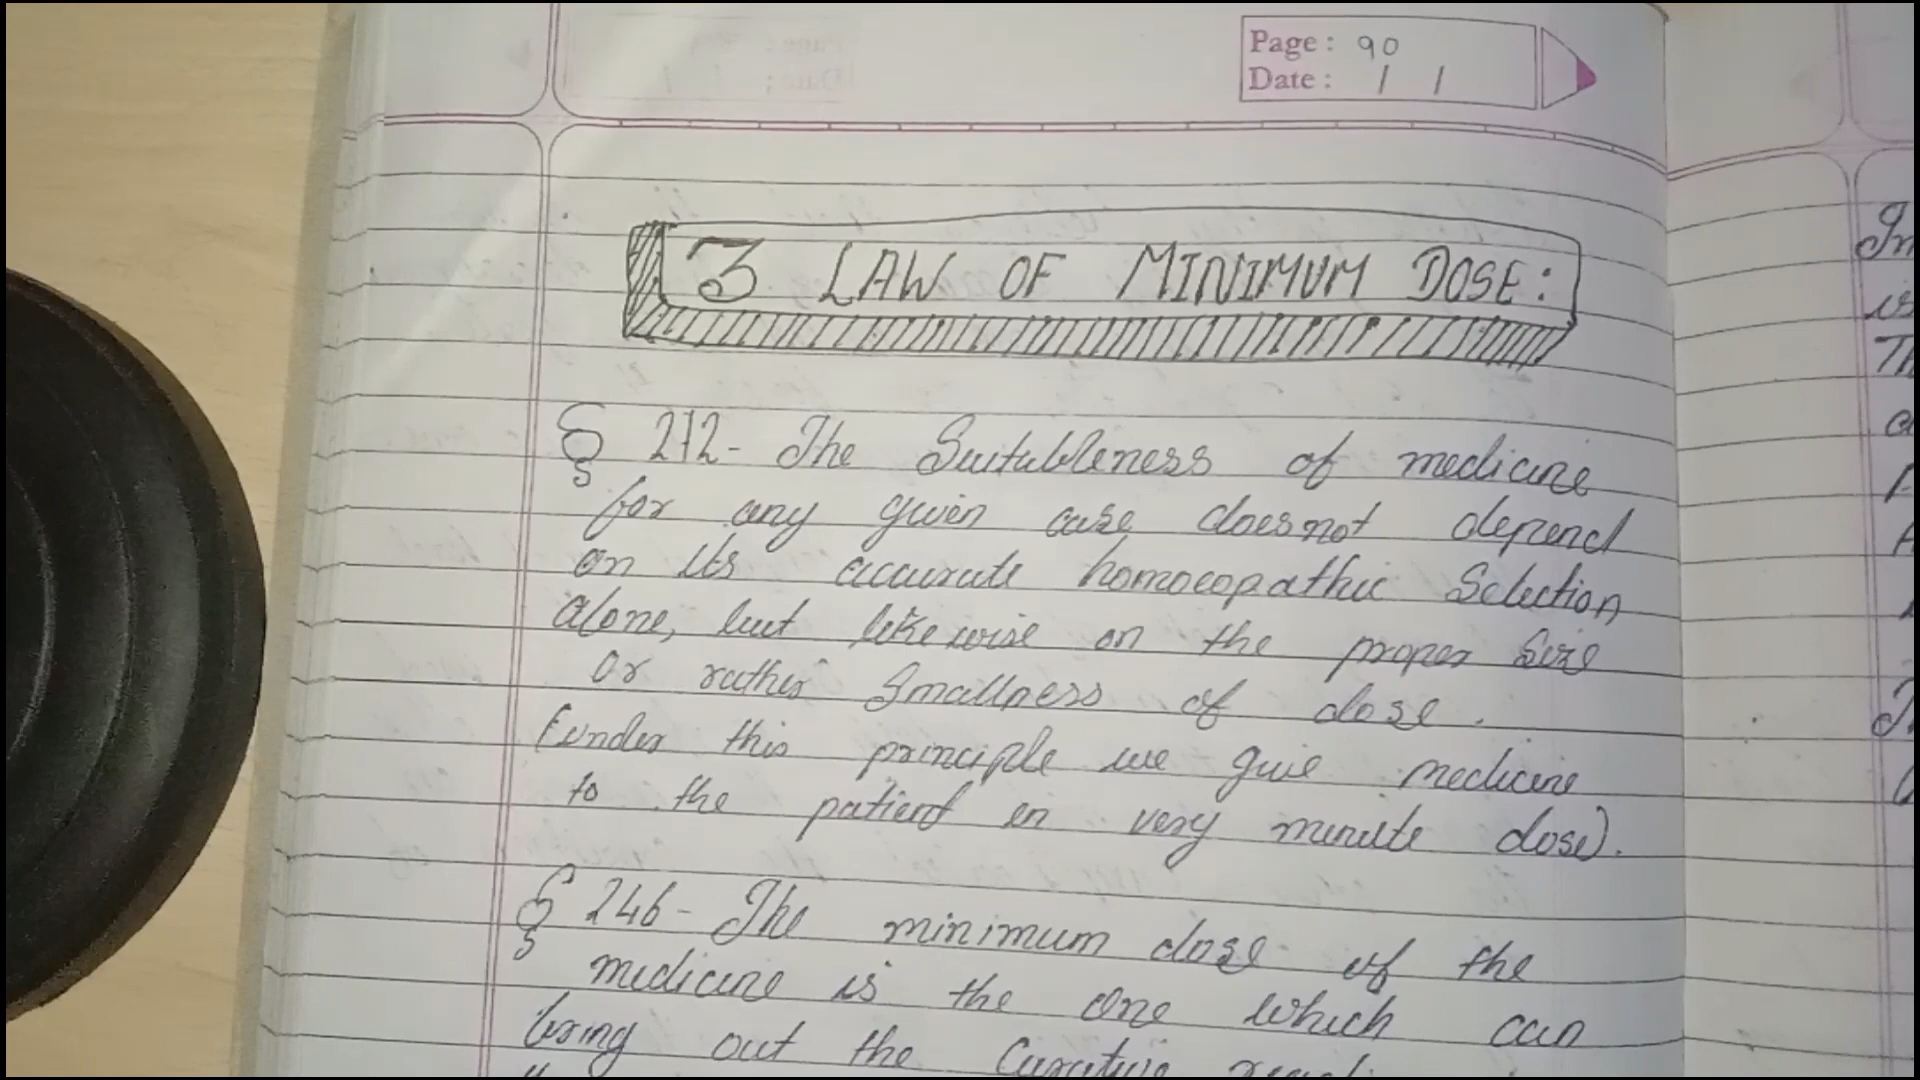 Page : 90
Date : / /
3 LAW OF MINIMUM DOSE:
§ 272- The Suitableness of medicine
for any given case doesnot depend
on its accurate homoeopathic Selection
alone, but likewise on the proper Size
or rather Smallness of dose.
(under this principle we give medicine
to the patient in very minute dose).
§ 246- The minimum dose of the
medicine is the one which can
bring out the Curative